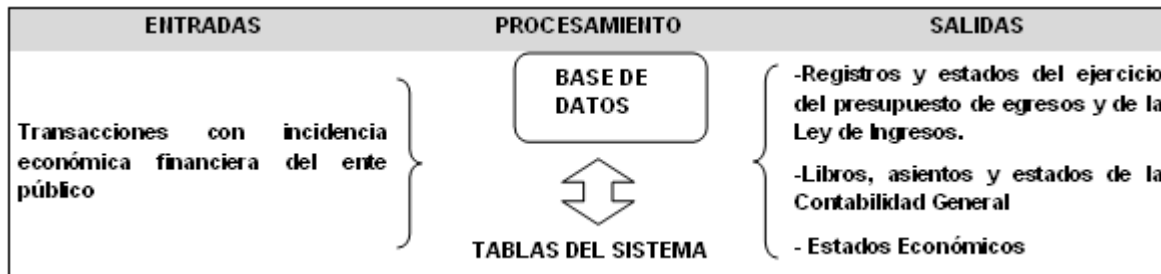 ENTRADAS
PROCESAMIENTO
SALIDAS
Transacciones con incidencia
económica financiera del ente
público
BASE DE
DATOS
TABLAS DEL SISTEMA
-Registros y estados del ejercicio
del presupuesto de egresos y de la
Ley de Ingresos.
-Libros, asientos y estados de la
Contabilidad General
- Estados Económicos